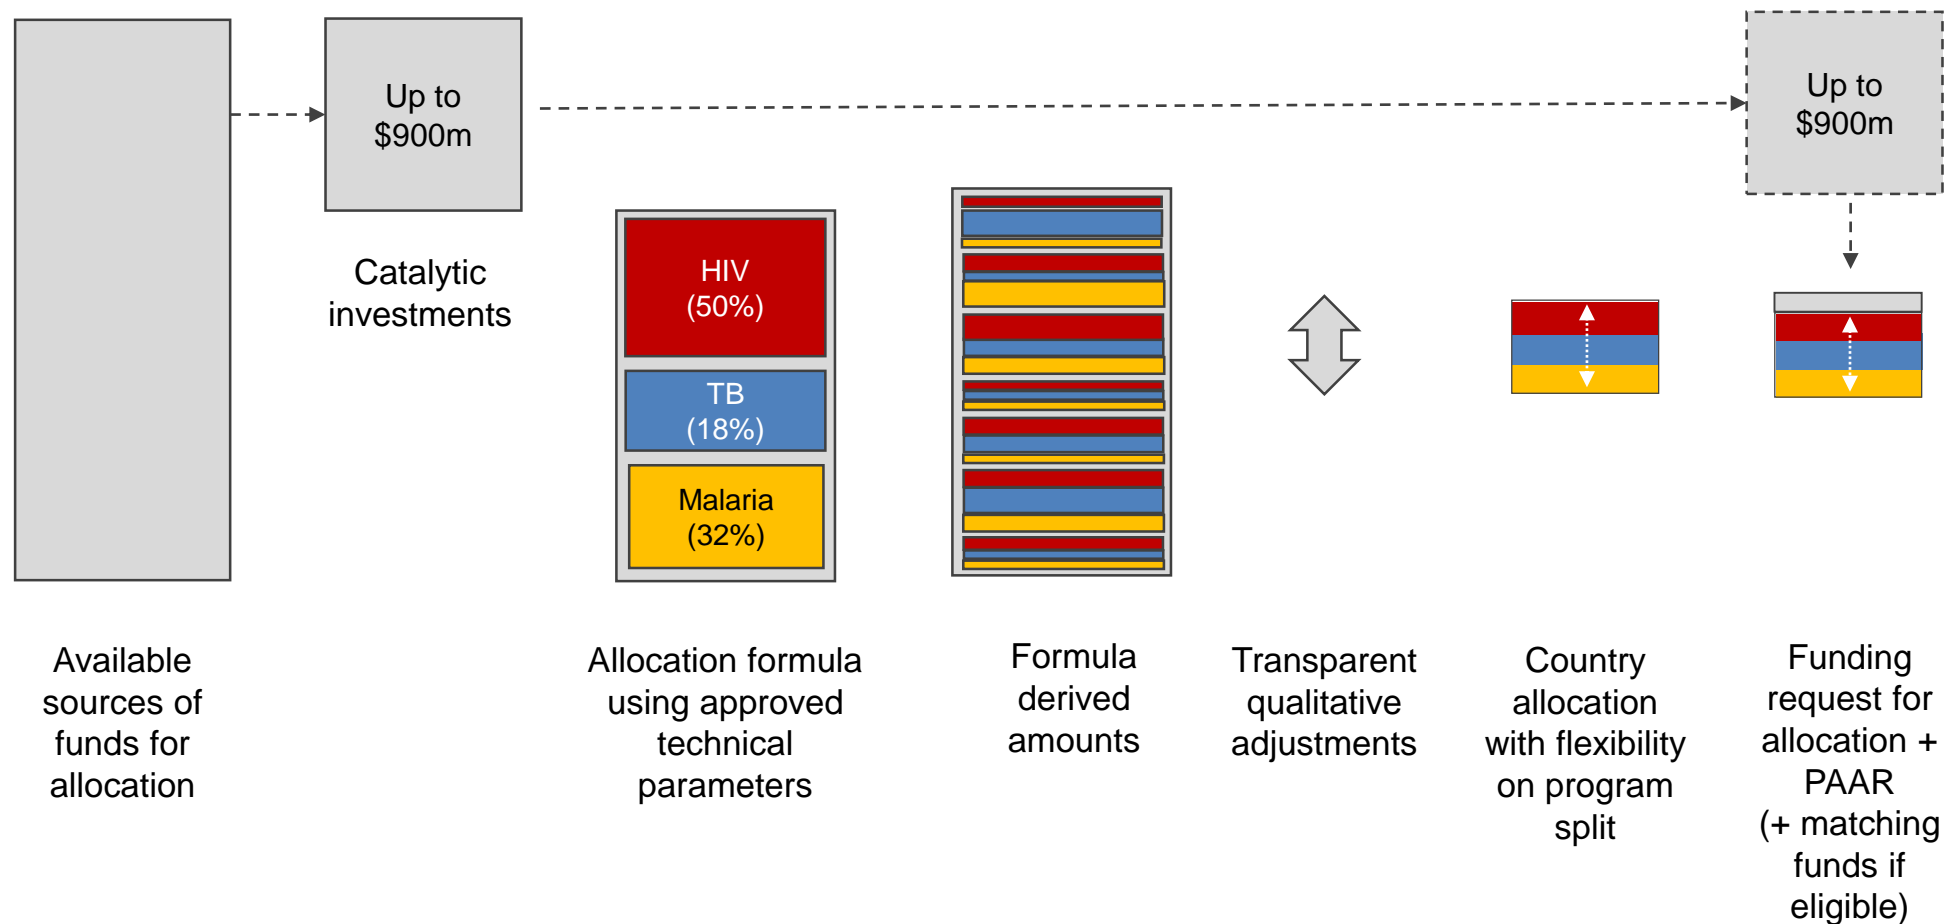 Up to
$900m
Up to
$900m
Catalytic
investments
HIV
(50%)
TB
(18%)
Malaria
(32%)
Available
sources of
funds for
allocation
Allocation formula
using approved
technical
parameters
Formula
derived
amounts
Transparent
qualitative
adjustments
Country
allocation
with flexibility
on program
split
Funding
request for
allocation +
PAAR
(+ matching
funds if
eligible)